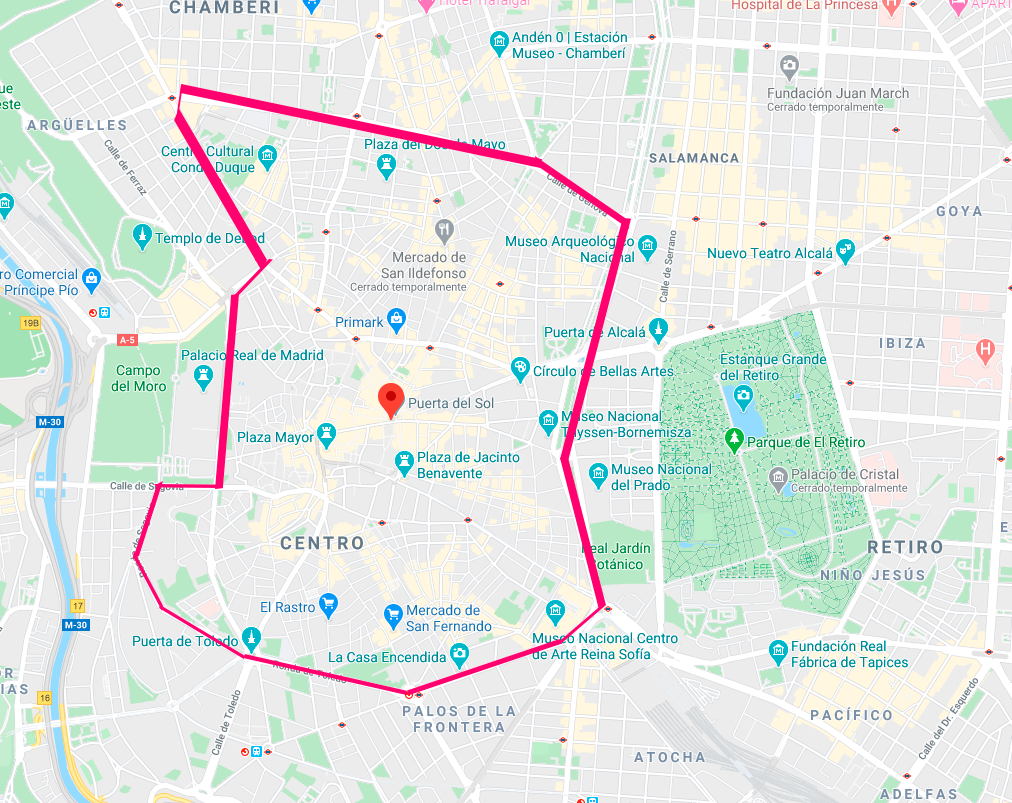 CHAMBERÍ
Hotel Trafalgar
Hospital de La Princesa
Andén 0 | Estación
Museo - Chamberí
Fundación Juan March
Cerrado temporalmente
ARGÜELLES
Calle de Ferraz
Centro Cultural
Conde Duque
Plaza del Dos de Mayo
SALAMANCA
Calle de Génova
GOYA
Templo de Debod
Mercado de
San Ildefonso
Cerrado temporalmente
Museo Arqueológico
Nacional
Calle de Serrano
Nuevo Teatro Alcalá
ro Comercial
Príncipe Pío
19B
A-5
Primark
Puerta de Alcalá
IBIZA
H
Campo
del Moro
Palacio Real de Madrid
Círculo de Bellas Artes
Estanque Grande
del Retiro
M-30
Puerta del Sol
Plaza Mayor
Museo Nacional
Thyssen-Bornemisza
Parque de El Retiro
Plaza de Jacinto
Benavente
Museo Nacional
del Prado
Palacio de Cristal
Cerrado temporalmente
Calle de Segovia
CENTRO
Real Jardín
Botánico
RETIRO
NIÑO JESÚS
17
M-30
El Rastro
Mercado de
San Fernando
Puerta de Toledo
La Casa Encendida
Museo Nacional Centro
de Arte Reina Sofía
Fundación Real
Fábrica de Tapices
Ronda de Toledo
16
Calle de Toledo
PALOS DE LA
FRONTERA
PACÍFICO
Calle del Dr. Esquerdo
ATOCHA
ADELFAS